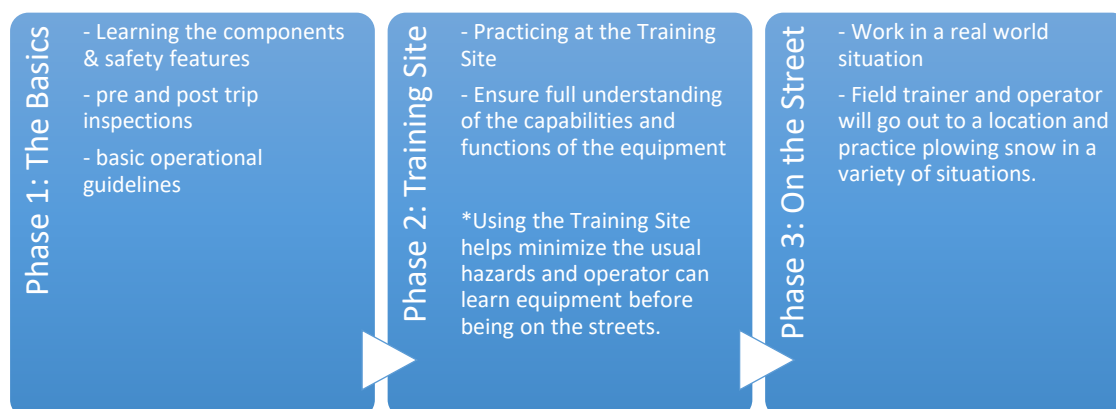 Phase 1: The Basics
- Learning the components
& safety features
- pre and post trip
inspections
- basic operational
guidelines
Phase 2: Training Site
- Practicing at the Training
Site
- Ensure full understanding
of the capabilities and
functions of the equipment
*Using the Training Site
helps minimize the usual
hazards and operator can
learn equipment before
being on the streets.
Phase 3: On the Street
- Work in a real world
situation
- Field trainer and operator
will go out to a location and
practice plowing snow in a
variety of situations.